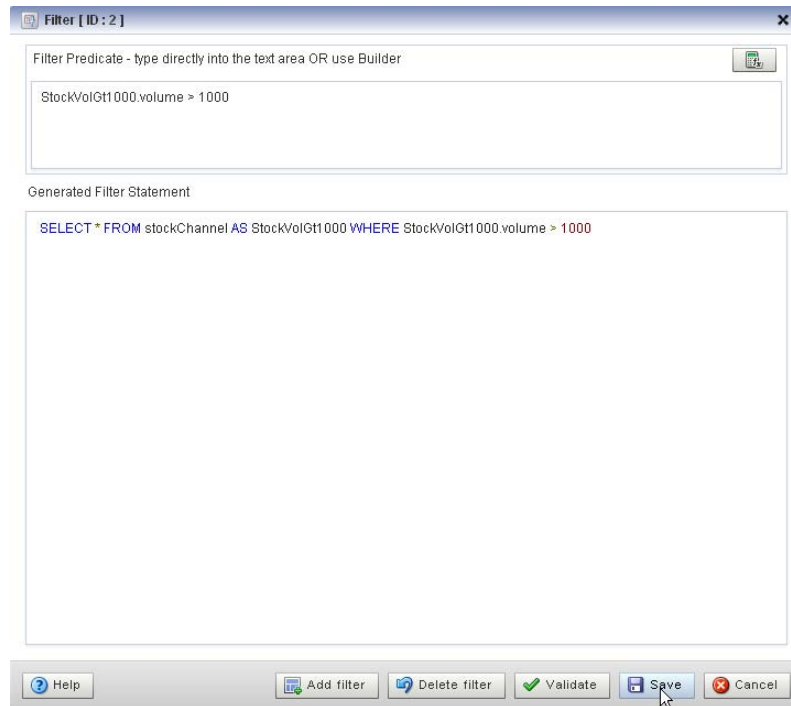 Filter [ ID : 2 ]
Filter Predicate - type directly into the text area OR use Builder
StockVolGt1000.volume > 1000
Generated Filter Statement
SELECT * FROM stockChannel AS StockVolGt1000 WHERE StockVolGt1000.volume > 1000
Help Add filter Delete filter Validate Save Cancel